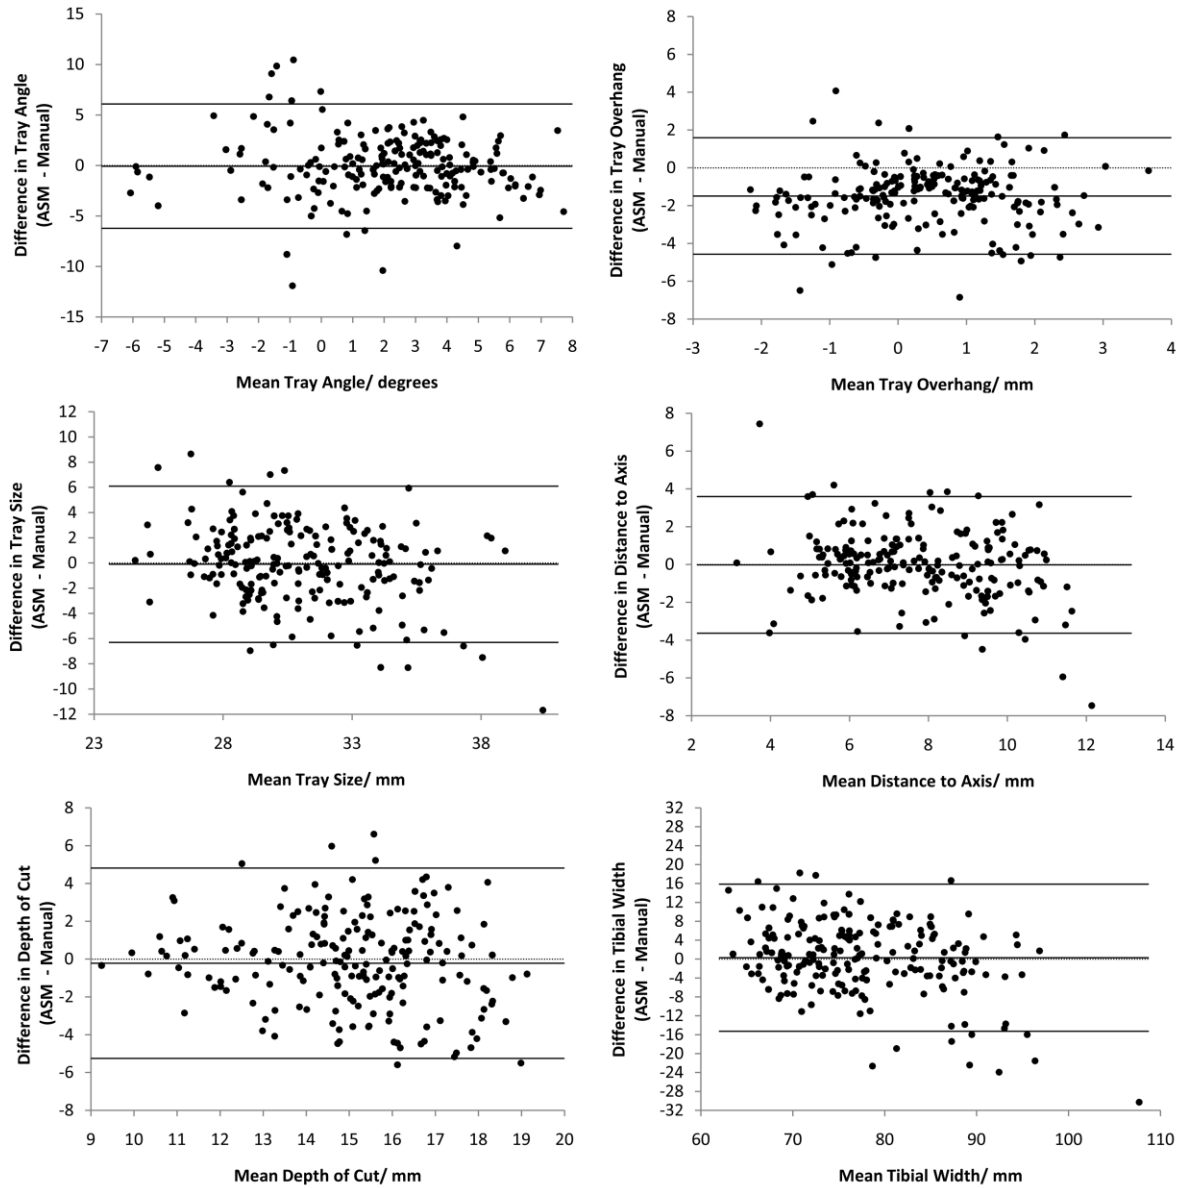 Difference in Tray Angle
(ASM - Manual)
15
10
5
0
-5
-10
-15
-7 -6 -5 -4 -3 -2 -1 0 1 2 3 4 5 6 7 8
Mean Tray Angle/ degrees
Difference in Tray Overhang
(ASM - Manual)
8
6
4
2
0
-2
-4
-6
-8
-3 -2 -1 0 1 2 3 4
Mean Tray Overhang/ mm
Difference in Tray Size
(ASM - Manual)
12
10
8
6
4
2
0
-2
-4
-6
-8
-10
-12
23 28 33 38
Mean Tray Size/ mm
Difference in Distance to Axis
(ASM - Manual)
8
6
4
2
0
-2
-4
-6
-8
2 4 6 8 10 12 14
Mean Distance to Axis/ mm
Difference in Depth of Cut
(ASM - Manual)
8
6
4
2
0
-2
-4
-6
-8
9 10 11 12 13 14 15 16 17 18 19 20
Mean Depth of Cut/ mm
Difference in Tibial Width
(ASM - Manual)
32
28
24
20
16
12
8
4
0
-4
-8
-12
-16
-20
-24
-28
-32
60 70 80 90 100 110
Mean Tibial Width/ mm